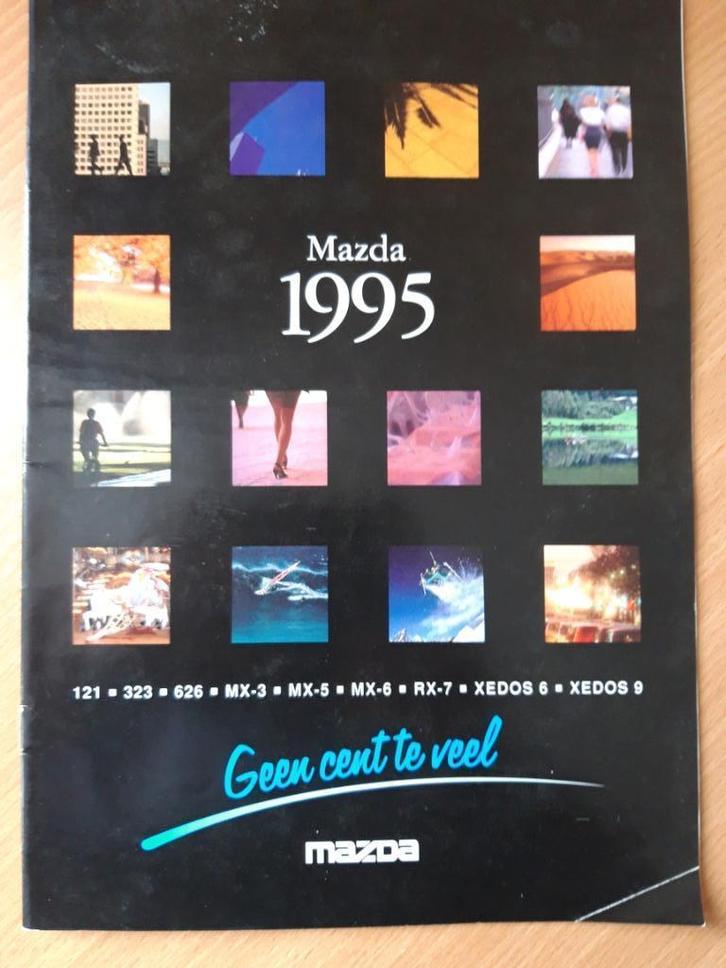 Mazda
1995
121 ▪ 323 ▪ 626 ▪ MX-3 ▪ MX-5 ▪ MX-6 ▪ RX-7 ▪ XEDOS 6 ▪ XEDOS 9
Geen cent te veel
mazda